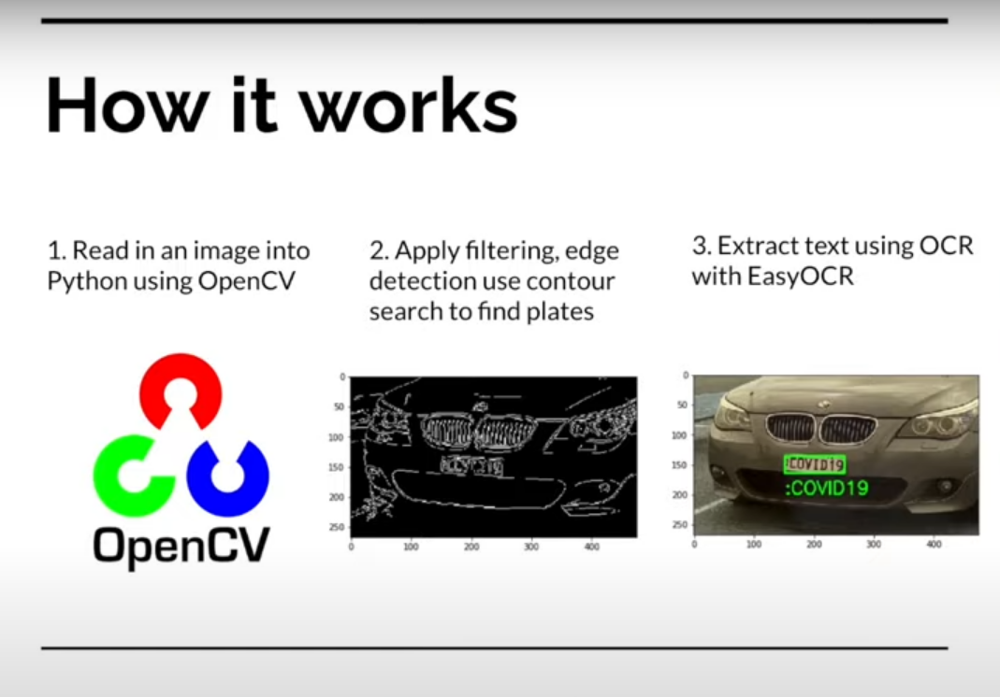 How it works
1. Read in an image into
Python using OpenCV
2. Apply filtering, edge
detection use contour
search to find plates
3. Extract text using OCR
with EasyOCR
OpenCV
0
50
100
150
200
250
0
100
200
300
400
0
50
100
150
200
250
0
100
200
300
400
:COVID19
:COVID19